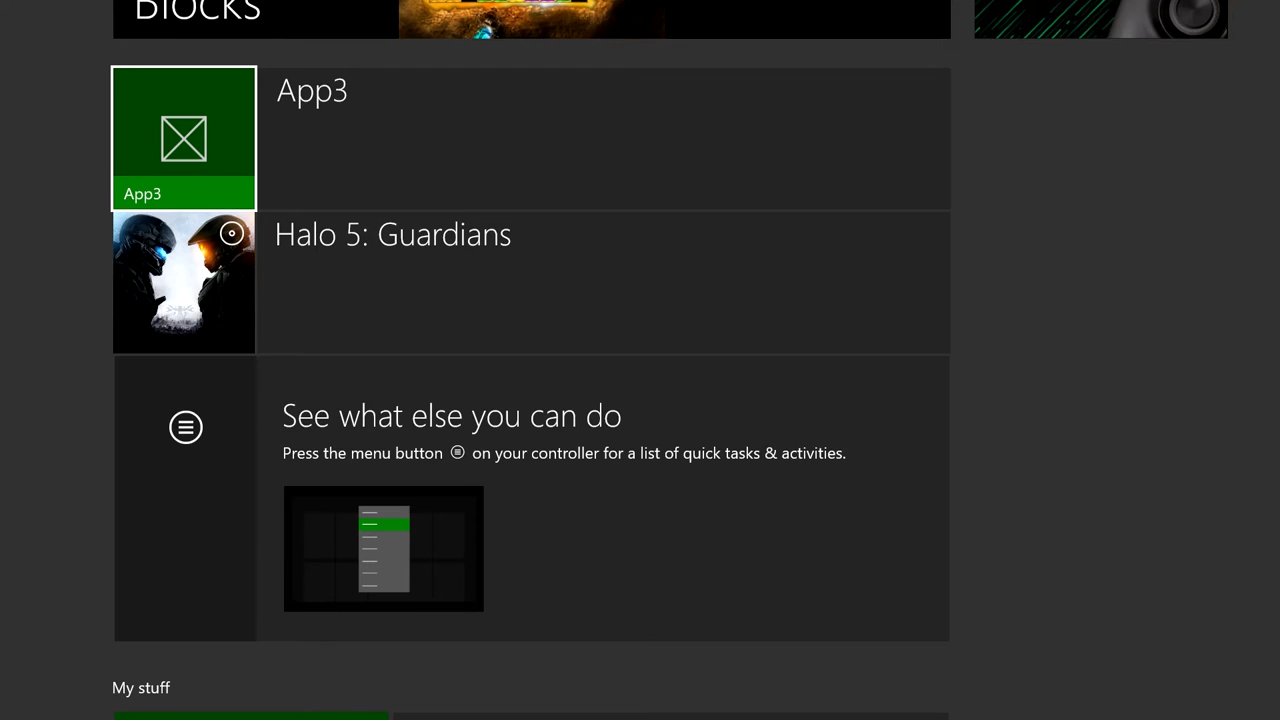 Blocks
App3
App3
Halo 5: Guardians
See what else you can do
Press the menu button on your controller for a list of quick tasks & activities.
My stuff